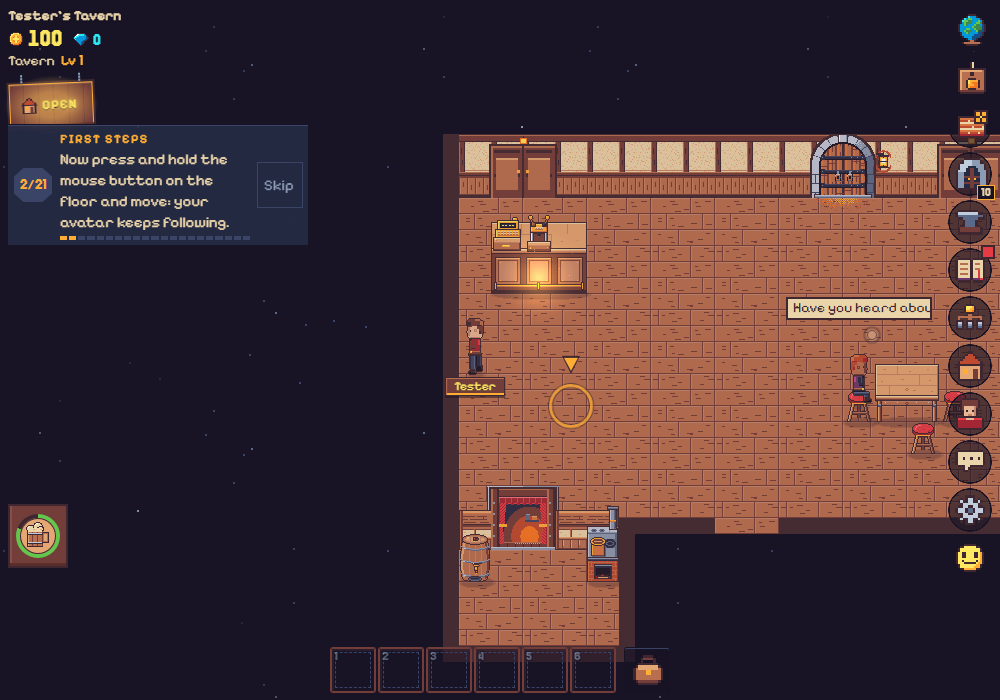 Tester's Tavern
100 0
Tavern Lv1
OPEN
FIRST STEPS
2/21
Now press and hold the
mouse button on the
floor and move: your
avatar keeps following.
Skip
10
Have you heard abou
Tester
1 2 3 4 5 6